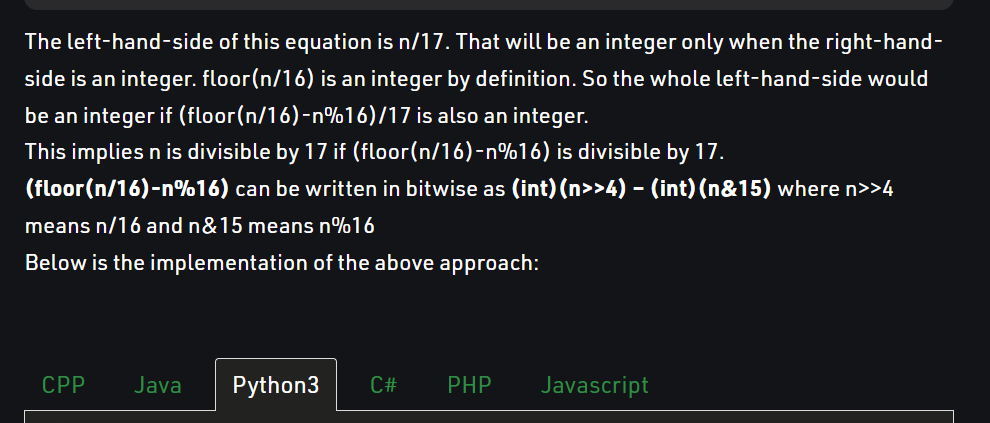 The left-hand-side of this equation is n/17. That will be an integer only when the right-hand-
side is an integer. floor(n/16) is an integer by definition. So the whole left-hand-side would
be an integer if (floor(n/16)-n%16)/17 is also an integer.
This implies n is divisible by 17 if (floor(n/16)-n%16) is divisible by 17.
(floor(n/16)-n%16) can be written in bitwise as (int)(n>>4) – (int)(n&15) where n>>4
means n/16 and n&15 means n%16
Below is the implementation of the above approach:
CPP Java Python3 C# PHP Javascript